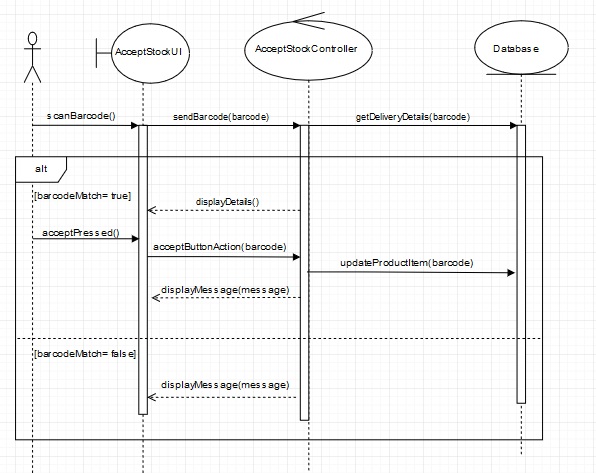 AcceptStockUI
AcceptStockController
Database
scanBarcode()
sendBarcode(barcode)
getDeliveryDetails(barcode)
alt
[barcodeMatch= true]
displayDetails()
acceptPressed()
acceptButtonAction(barcode)
updateProductItem(barcode)
displayMessage(message)
[barcodeMatch= false]
displayMessage(message)